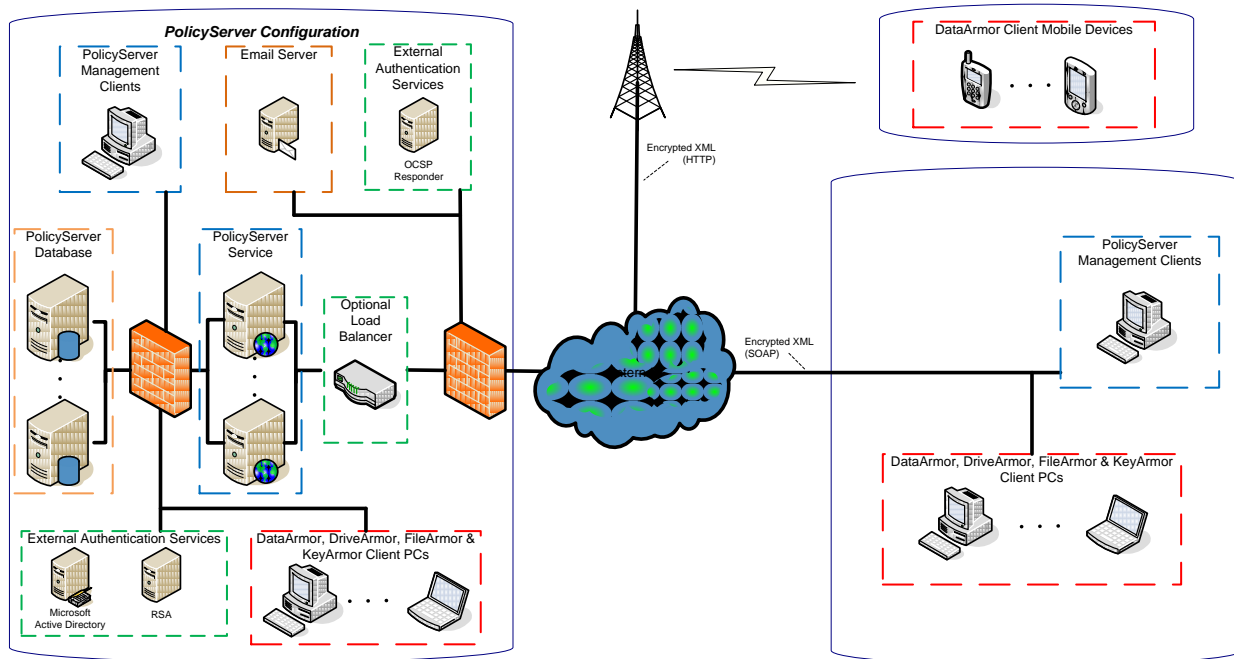 PolicyServer Configuration
PolicyServer
Management
Clients
Email Server
External
Authentication
Services
OCSP
Responder
PolicyServer
Database
PolicyServer
Service
Optional
Load
Balancer
External Authentication Services
Microsoft
Active Directory
RSA
DataArmor, DriveArmor, FileArmor &
KeyArmor Client PCs
Encrypted XML
(HTTP)
DataArmor Client Mobile Devices
Encrypted XML
(SOAP)
PolicyServer
Management Clients
DataArmor, DriveArmor, FileArmor & KeyArmor
Client PCs